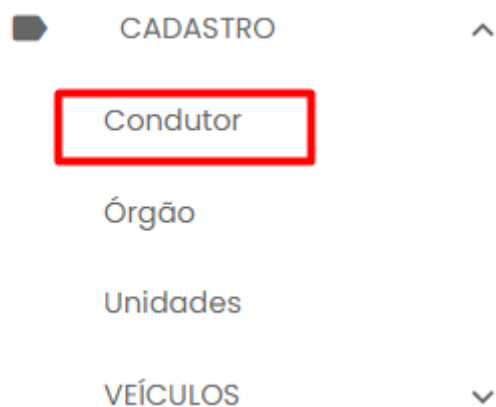 CADASTRO
Condutor
Órgão
Unidades
VEÍCULOS